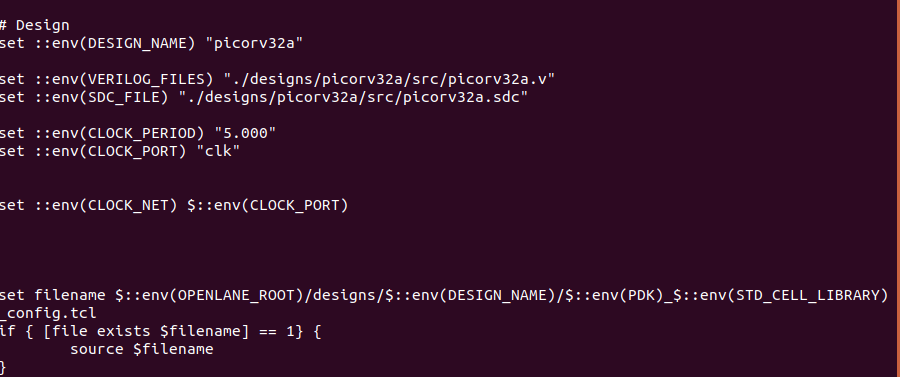 # Design
set ::env(DESIGN_NAME) "picorv32a"
set ::env(VERILOG_FILES) "./designs/picorv32a/src/picorv32a.v"
set ::env(SDC_FILE) "./designs/picorv32a/src/picorv32a.sdc"
set ::env(CLOCK_PERIOD) "5.000"
set ::env(CLOCK_PORT) "clk"
set ::env(CLOCK_NET) $::env(CLOCK_PORT)
set filename $::env(OPENLANE_ROOT)/designs/$::env(DESIGN_NAME)/$::env(PDK)_$::env(STD_CELL_LIBRARY)
_config.tcl
if { [file exists $filename] == 1} {
        source $filename
}